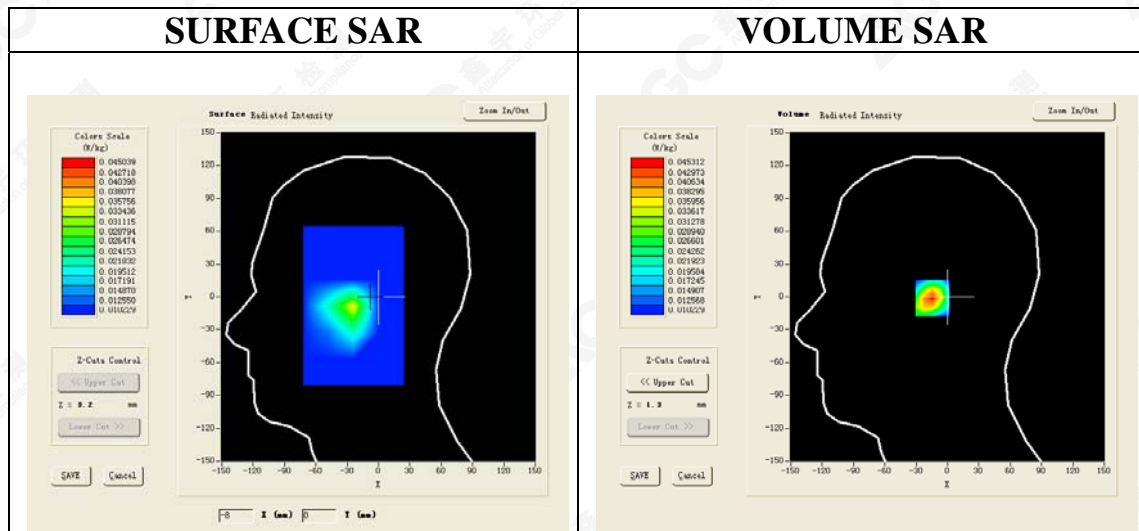 SURFACE SAR
VOLUME SAR
Surface Radiated Intensity
Zoom In/Out
Colors Scale
(W/kg)
0.045039
0.042718
0.040398
0.038077
0.035756
0.033436
0.031115
0.028794
0.026474
0.024153
0.021832
0.019512
0.017191
0.014870
0.012550
0.010229
150
120
90
60
30
0
-30
-60
-90
-120
-150
-150 -120 -90 -60 -30 0 30 60 90 120 150
Y
X
Z-Cuts Control
<< Upper Cut
Z = 3.2 mm
Lower Cut >>
SAVE Cancel
-8 X (mm) 0 Y (mm)
Volume Radiated Intensity
Zoom In/Out
Colors Scale
(W/kg)
0.045312
0.042973
0.040634
0.038295
0.035956
0.033617
0.031278
0.028940
0.026601
0.024262
0.021923
0.019584
0.017245
0.014907
0.012568
0.010229
150
120
90
60
30
0
-30
-60
-90
-120
-150
-150 -120 -90 -60 -30 0 30 60 90 120 150
Y
X
Z-Cuts Control
<< Upper Cut
Z = 1.3 mm
Lower Cut >>
SAVE Cancel